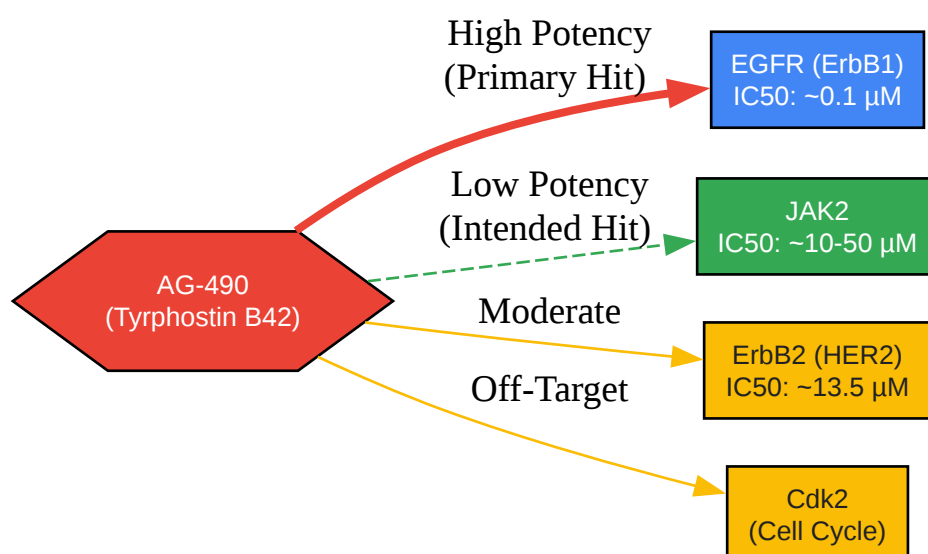 High Potency
(Primary Hit)
EGFR (ErbB1)
IC50: ~0.1 µM
Low Potency
(Intended Hit)
JAK2
IC50: ~10-50 µM
AG-490
(Tyrphostin B42)
Moderate
ErbB2 (HER2)
IC50: ~13.5 µM
Off-Target
Cdk2
(Cell Cycle)